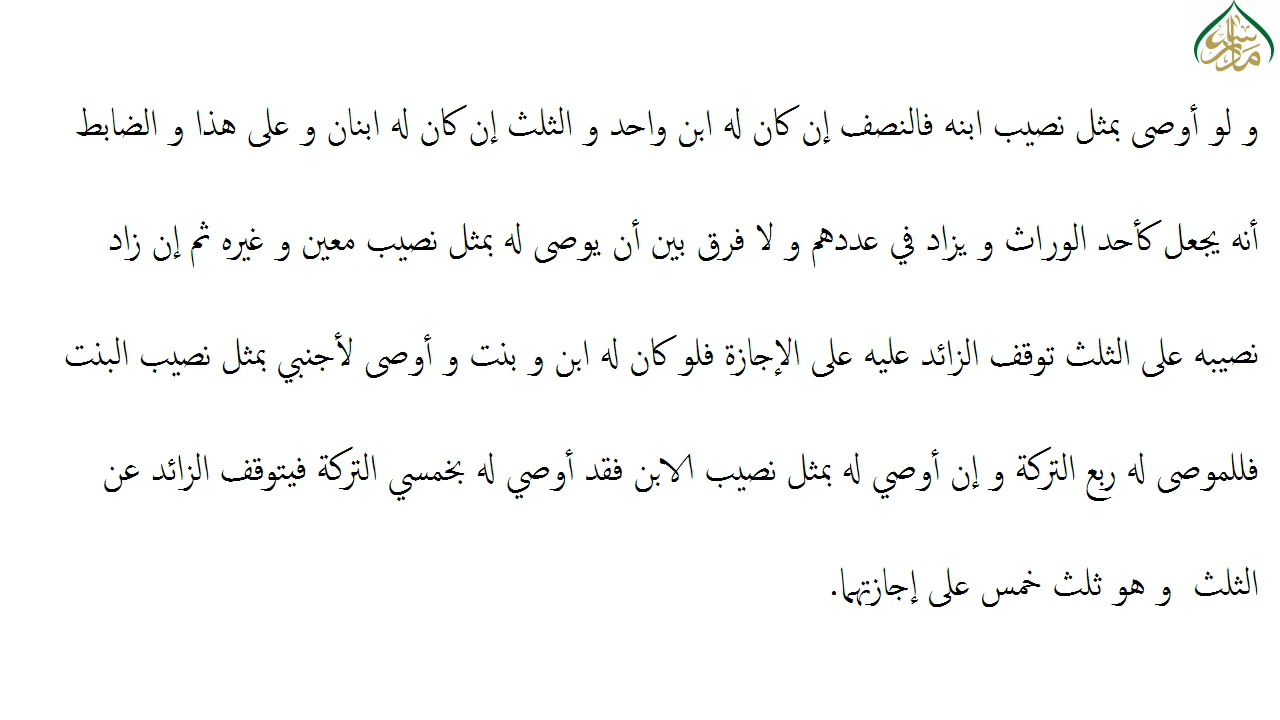 مدرسة
و لو أوصى بمثل نصيب ابنه فالنصف إن كان له ابن واحد و الثلث إن كان له ابنان و على هذا و الضابط
أنه يجعل كأحد الوراث و يزاد في عددهم و لا فرق بين أن يوصى له بمثل نصيب معين و غيره ثم إن زاد
نصيبه على الثلث توقف الزائد عليه على الإجازة فلو كان له ابن و بنت و أوصى لأجنبي بمثل نصيب البنت
فللموصى له ربع التركة و إن أوصي له بمثل نصيب الابن فقد أوصي له بخمسي التركة فيتوقف الزائد عن
الثلث و هو ثلث خمس على إجازتهما.